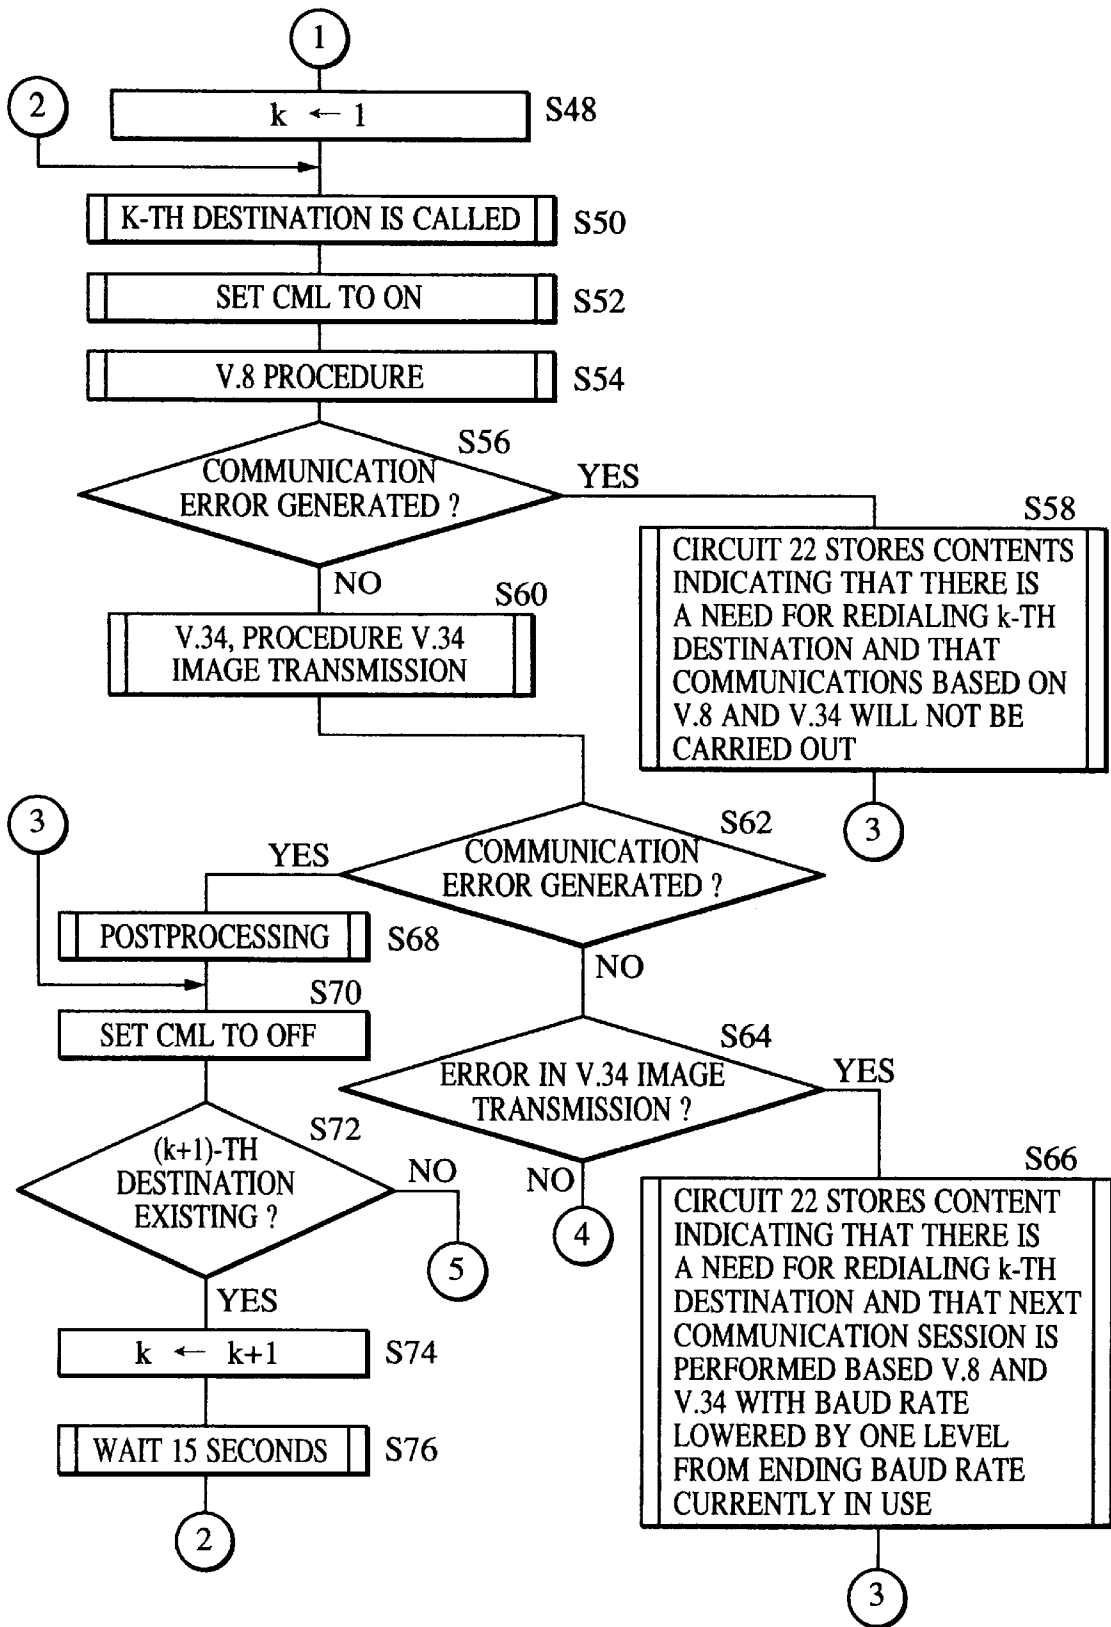 1
2
k ← 1
S48
K-TH DESTINATION IS CALLED
S50
SET CML TO ON
S52
V.8 PROCEDURE
S54
S56
COMMUNICATION
ERROR GENERATED ?
YES
NO
S58
CIRCUIT 22 STORES CONTENTS
INDICATING THAT THERE IS
A NEED FOR REDIALING k-TH
DESTINATION AND THAT
COMMUNICATIONS BASED ON
V.8 AND V.34 WILL NOT BE
CARRIED OUT
3
S60
V.34, PROCEDURE V.34
IMAGE TRANSMISSION
S62
COMMUNICATION
ERROR GENERATED ?
YES
NO
3
POSTPROCESSING
S68
S70
SET CML TO OFF
S64
ERROR IN V.34 IMAGE
TRANSMISSION ?
YES
NO
4
S72
(k+1)-TH
DESTINATION
EXISTING ?
NO
5
YES
S66
CIRCUIT 22 STORES CONTENT
INDICATING THAT THERE IS
A NEED FOR REDIALING k-TH
DESTINATION AND THAT NEXT
COMMUNICATION SESSION IS
PERFORMED BASED V.8 AND
V.34 WITH BAUD RATE
LOWERED BY ONE LEVEL
FROM ENDING BAUD RATE
CURRENTLY IN USE
3
k ← k+1
S74
WAIT 15 SECONDS
S76
2